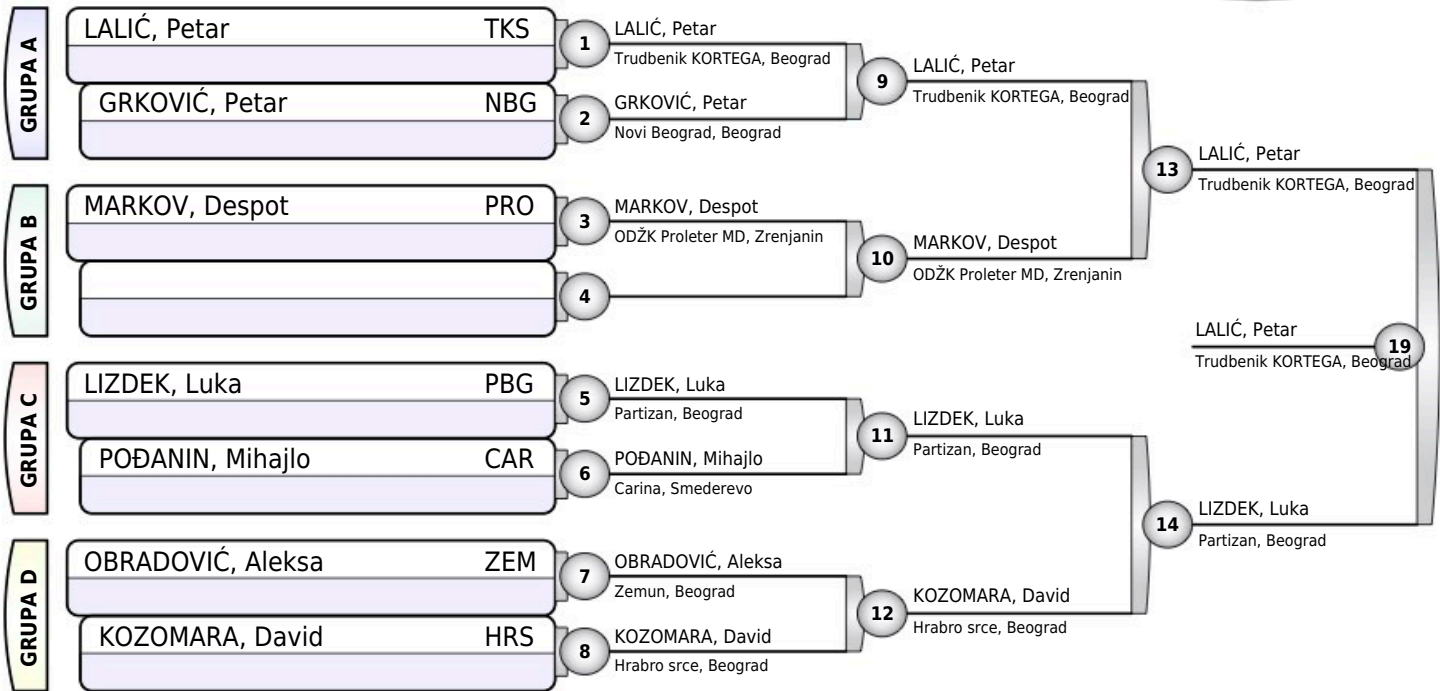 GRUPA A
LALIĆ, Petar TKS
GRKOVIĆ, Petar NBG
1
LALIĆ, Petar
Trudbenik KORTEGA, Beograd
2
GRKOVIĆ, Petar
Novi Beograd, Beograd
GRUPA B
MARKOV, Despot PRO
3
MARKOV, Despot
ODŽK Proleter MD, Zrenjanin
4
GRUPA C
LIZDEK, Luka PBG
POĐANIN, Mihajlo CAR
5
LIZDEK, Luka
Partizan, Beograd
6
POĐANIN, Mihajlo
Carina, Smederevo
GRUPA D
OBRADOVIĆ, Aleksa ZEM
KOZOMARA, David HRS
7
OBRADOVIĆ, Aleksa
Zemun, Beograd
8
KOZOMARA, David
Hrabro srce, Beograd
9
LALIĆ, Petar
Trudbenik KORTEGA, Beograd
10
MARKOV, Despot
ODŽK Proleter MD, Zrenjanin
11
LIZDEK, Luka
Partizan, Beograd
12
KOZOMARA, David
Hrabro srce, Beograd
13
LALIĆ, Petar
Trudbenik KORTEGA, Beograd
14
LIZDEK, Luka
Partizan, Beograd
LALIĆ, Petar
19
Trudbenik KORTEGA, Beograd